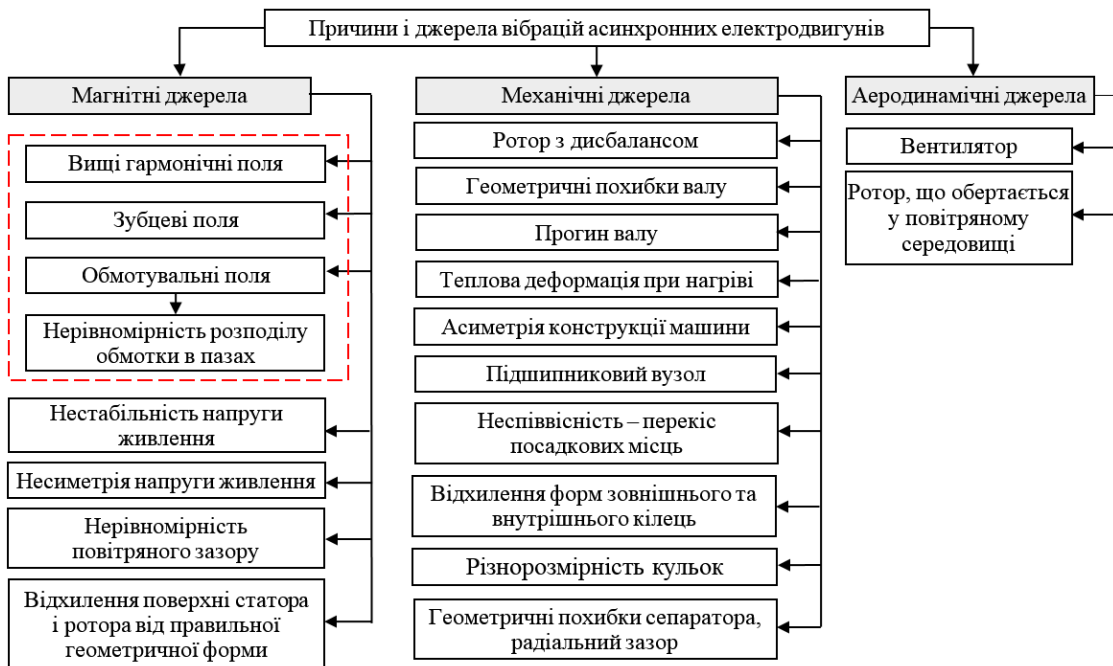 Причини і джерела вібрацій асинхронних електродвигунів
Магнітні джерела
Вищі гармонічні поля
Зубцеві поля
Обмотувальні поля
Нерівномірність розподілу
обмотки в пазах
Нестабільність напруги
живлення
Несиметрія напруги живлення
Нерівномірність
повітряного зазору
Відхилення поверхні статора
і ротора від правильної
геометричної форми
Механічні джерела
Ротор з дисбалансом
Геометричні похибки валу
Прогин валу
Теплова деформація при нагріві
Асиметрія конструкції машини
Підшипниковий вузол
Неспіввісність – перекіс
посадкових місць
Відхилення форм зовнішнього та
внутрішнього кілець
Різнорозмірність кульок
Геометричні похибки сепаратора,
радіальний зазор
Аеродинамічні джерела
Вентилятор
Ротор, що обертається
у повітряному
середовищі